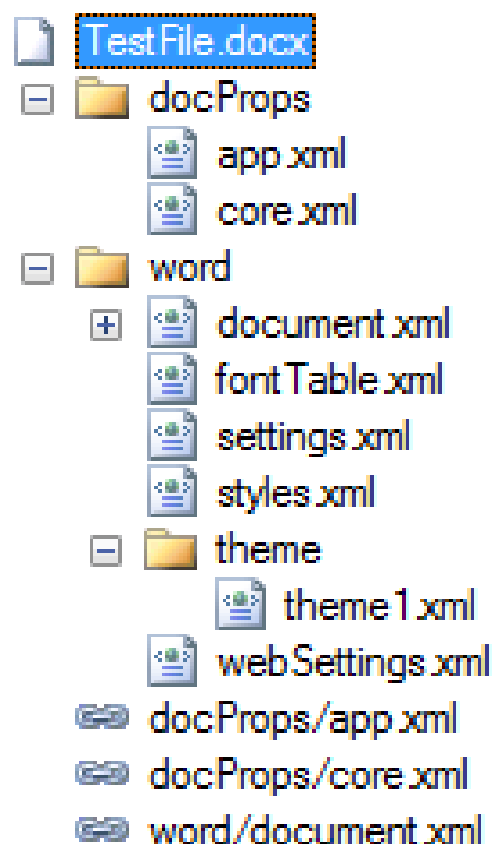 TestFile.docx
docProps
app.xml
core.xml
word
document.xml
fontTable.xml
settings.xml
styles.xml
theme
theme1.xml
webSettings.xml
docProps/app.xml
docProps/core.xml
word/document.xml